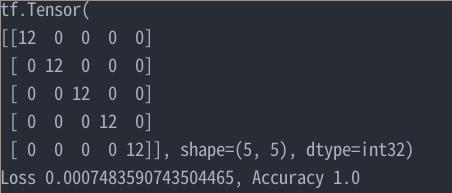 tf.Tensor(
[[12  0  0  0  0]
 [ 0 12  0  0  0]
 [ 0  0 12  0  0]
 [ 0  0  0 12  0]
 [ 0  0  0  0 12]], shape=(5, 5), dtype=int32)
Loss 0.0007483590743504465, Accuracy 1.0